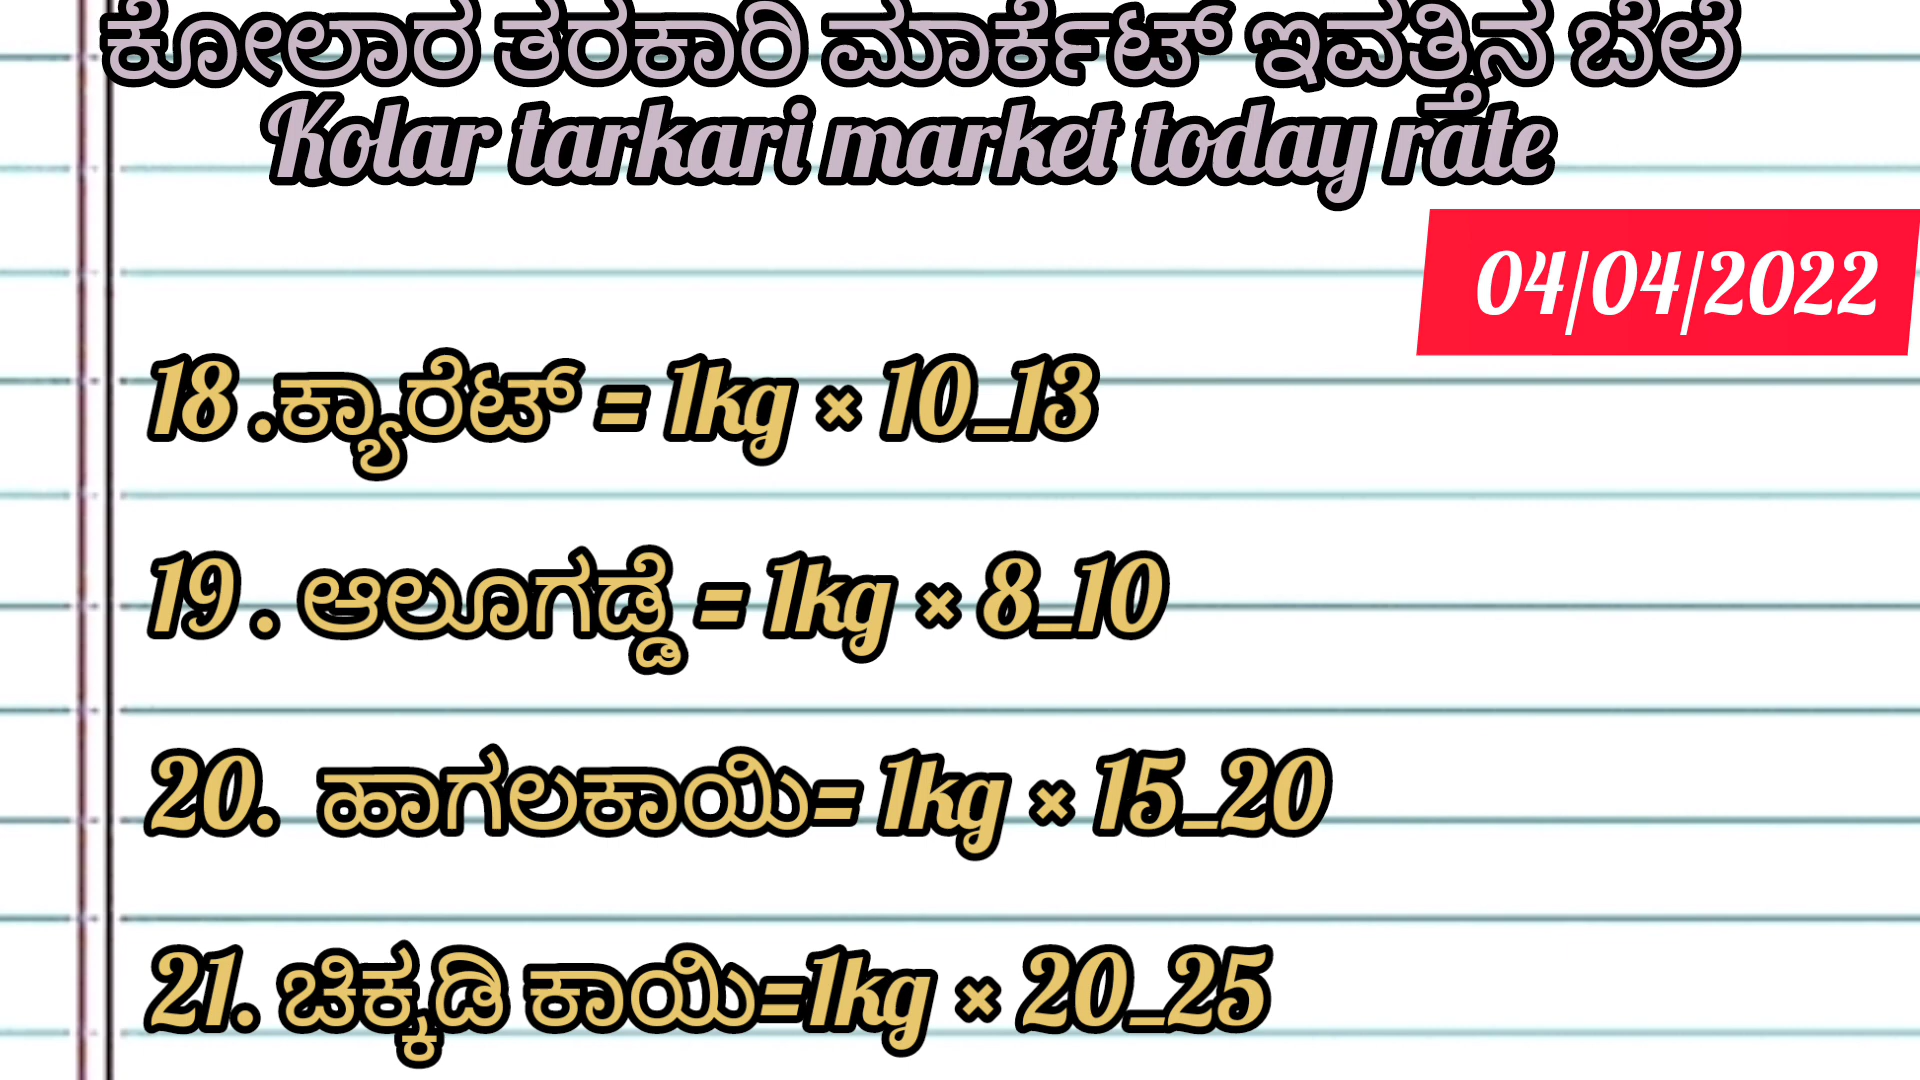 ಕೋಲಾರ ತರಕಾರಿ ಮಾರ್ಕೆಟ್ ಇವತ್ತಿನ ಬೆಲೆ
Kolar tarkari market today rate
04/04/2022
18 .ಕ್ಯಾರೆಟ್ = 1kg × 10_13
19 . ಆಲೂಗಡ್ಡೆ = 1kg × 8_10
20. ಹಾಗಲಕಾಯಿ= 1kg × 15_20
21. ಚಿಕ್ಕಡಿ ಕಾಯಿ=1kg × 20_25